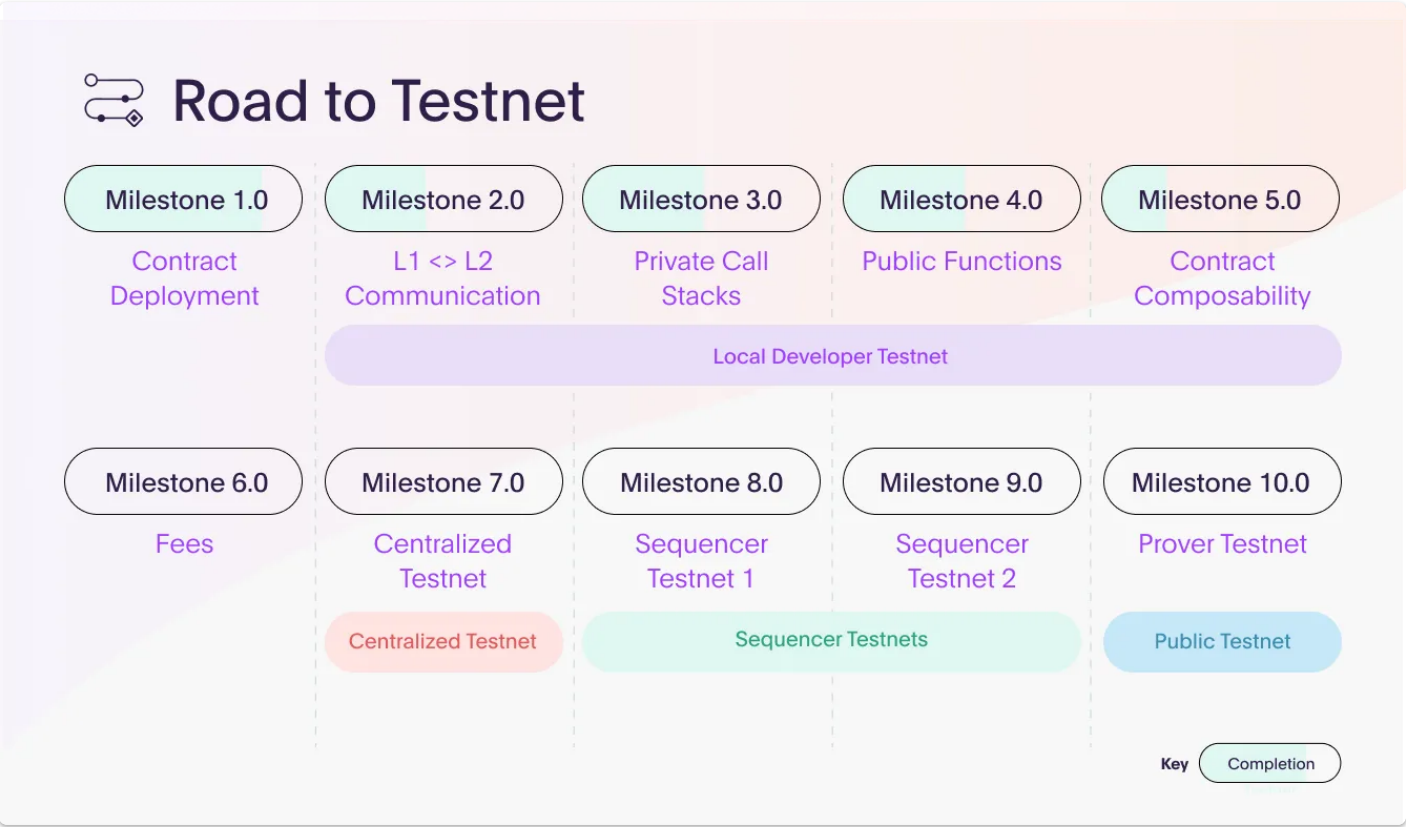 Road to Testnet
Milestone 1.0
Milestone 2.0
Milestone 3.0
Milestone 4.0
Milestone 5.0
Contract
Deployment
L1 <> L2
Communication
Private Call
Stacks
Public Functions
Contract
Composability
Local Developer Testnet
Milestone 6.0
Milestone 7.0
Milestone 8.0
Milestone 9.0
Milestone 10.0
Fees
Centralized
Testnet
Sequencer
Testnet 1
Sequencer
Testnet 2
Prover Testnet
Centralized Testnet
Sequencer Testnets
Public Testnet
Key
Completion